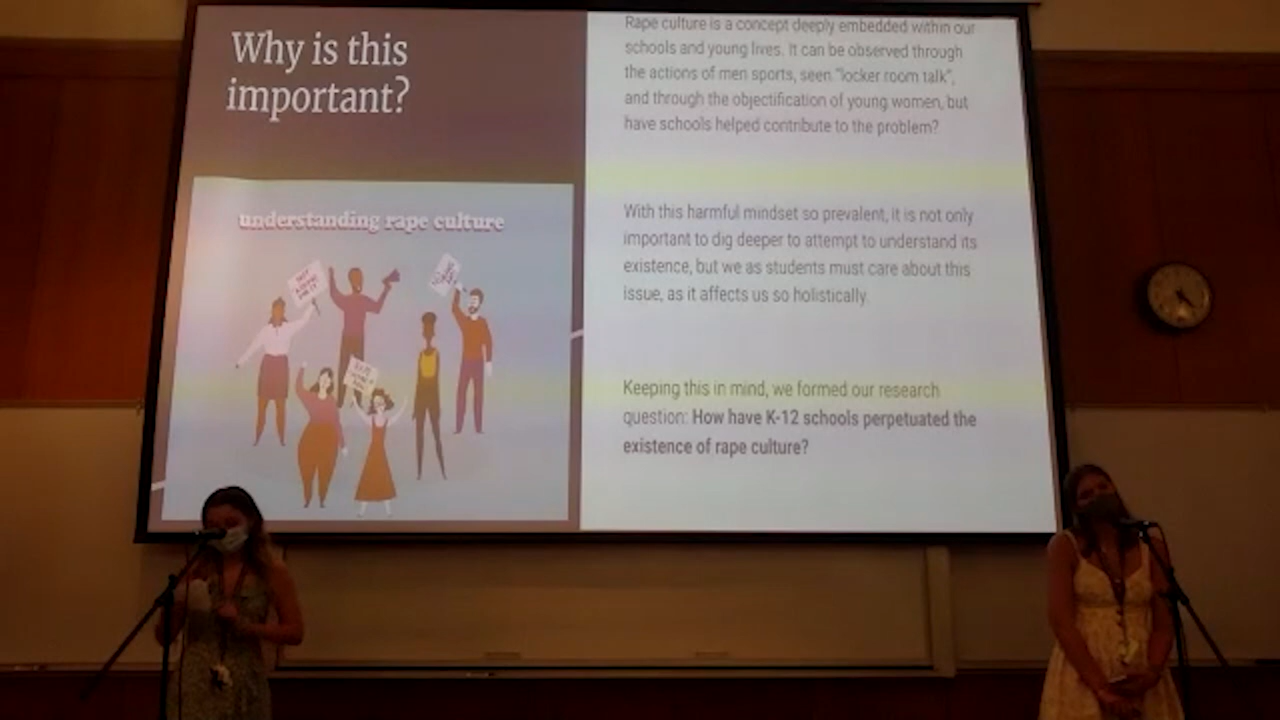 Why is this
important?
understanding rape culture
Rape culture is a concept deeply embedded within our
schools and young lives. It can be observed through
the actions of men sports, seen "locker room talk",
and through the objectification of young women, but
have schools helped contribute to the problem?
With this harmful mindset so prevalent, it is not only
important to dig deeper to attempt to understand its
existence, but we as students must care about this
issue, as it affects us so holistically.
Keeping this in mind, we formed our research
question: How have K-12 schools perpetuated the
existence of rape culture?